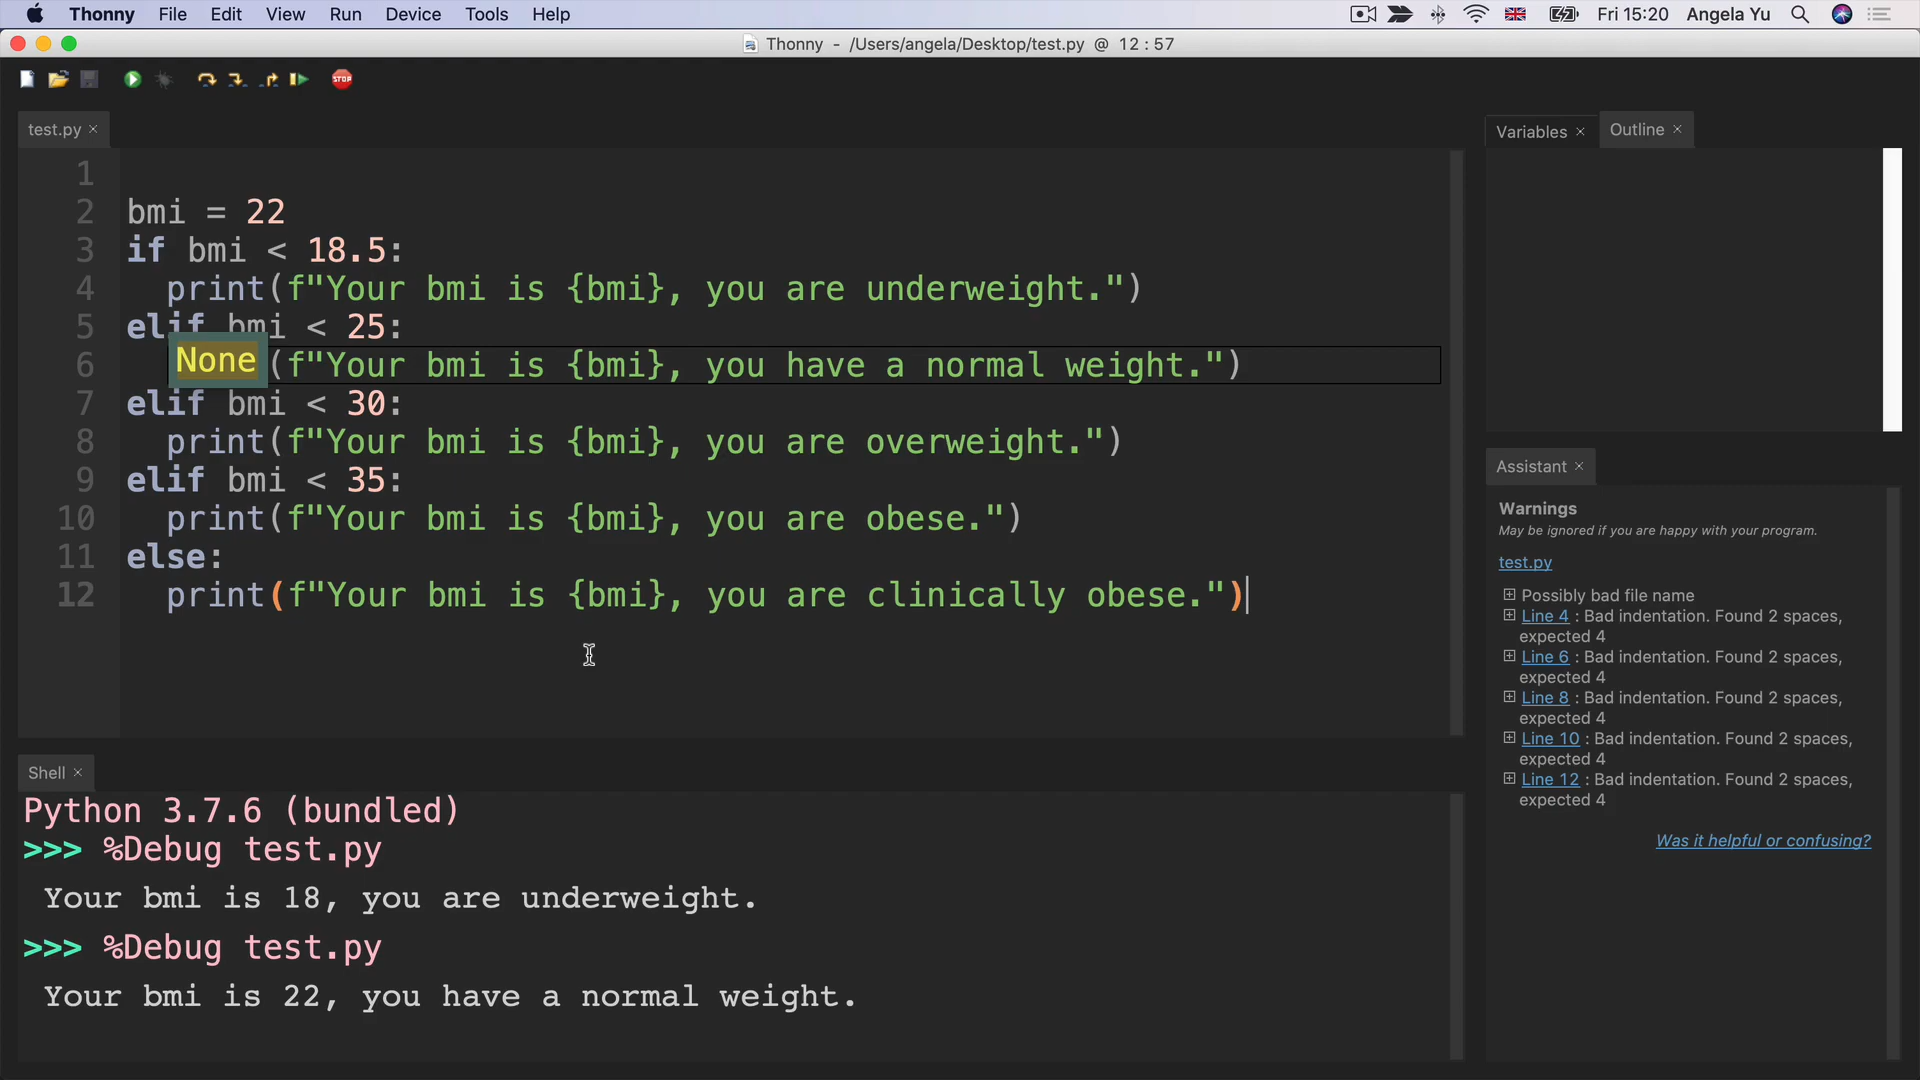 Thonny File Edit View Run Device Tools Help Fri 15:20 Angela Yu
Thonny - /Users/angela/Desktop/test.py @ 12 : 57
STOP
test.py ×
Variables × Outline ×
1
2 bmi = 22
3 if bmi < 18.5:
4 print(f"Your bmi is {bmi}, you are underweight.")
5 elif bmi < 25:
6 None (f"Your bmi is {bmi}, you have a normal weight.")
7 elif bmi < 30:
8 print(f"Your bmi is {bmi}, you are overweight.")
9 elif bmi < 35:
10 print(f"Your bmi is {bmi}, you are obese.")
11 else:
12 print(f"Your bmi is {bmi}, you are clinically obese.")
Assistant ×
Warnings
May be ignored if you are happy with your program.
test.py
Possibly bad file name
Line 4 : Bad indentation. Found 2 spaces,
expected 4
Line 6 : Bad indentation. Found 2 spaces,
expected 4
Line 8 : Bad indentation. Found 2 spaces,
expected 4
Line 10 : Bad indentation. Found 2 spaces,
expected 4
Line 12 : Bad indentation. Found 2 spaces,
expected 4
Was it helpful or confusing?
Shell ×
Python 3.7.6 (bundled)
>>> %Debug test.py
Your bmi is 18, you are underweight.
>>> %Debug test.py
Your bmi is 22, you have a normal weight.